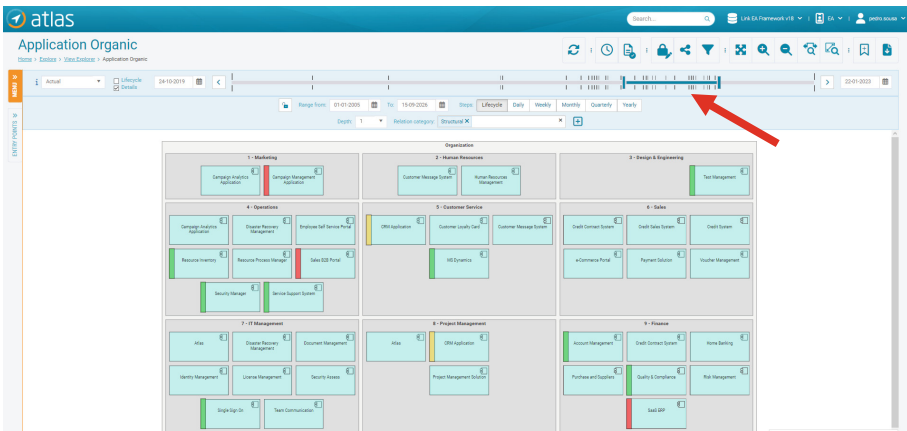 atlas
Search...
Link EA Framework v18
EA
pedro sousa
Application Organic
Home > Explore > View Explorer > Application Organic
MENU
ENTRY POINTS
i Actual
Lifecycle
Details
24-10-2019
22-01-2023
Range from: 01-01-2005 To: 15-09-2026 Steps: Lifecycle Daily Weekly Monthly Quarterly Yearly
Depth: 1 Relation category: Structural X
Organization
1 - Marketing
Campaign Analytics Application
Campaign Management Application
2 - Human Resources
Customer Message System
Human Resources Management
3 - Design & Engineering
Test Management
4 - Operations
Campaign Analytics Application
Disaster Recovery Management
Employee Self Service Portal
Resource Inventory
Resource Process Manager
Sales B2B Portal
Security Manager
Service Support System
5 - Customer Service
CRM Application
Customer Loyalty Card
Customer Message System
MS Dynamics
6 - Sales
Credit Contract System
Credit Sales System
Credit System
e-Commerce Portal
Payment Solution
Voucher Management
7 - IT Management
Atlas
Disaster Recovery Management
Document Management
Identity Management
License Management
Security Assess
Single Sign On
Team Communication
8 - Project Management
Atlas
CRM Application
Project Management Solution
9 - Finance
Account Management
Credit Contract System
Home Banking
Purchase and Suppliers
Quality & Compliance
Risk Management
SaaS ERP